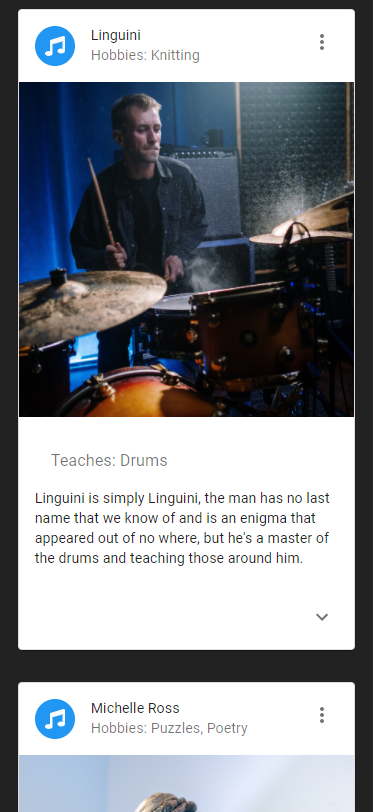 Linguini
Hobbies: Knitting
Teaches: Drums
Linguini is simply Linguini, the man has no last
name that we know of and is an enigma that
appeared out of no where, but he's a master of
the drums and teaching those around him.
Michelle Ross
Hobbies: Puzzles, Poetry